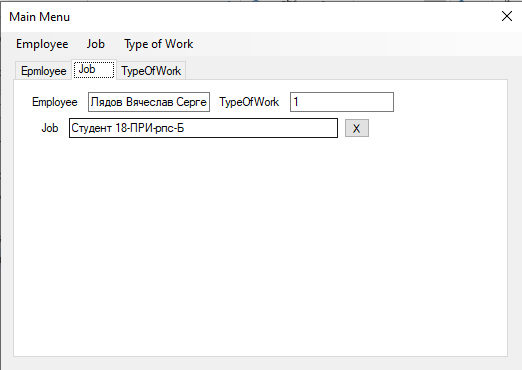 Main Menu
Employee Job Type of Work
Epmloyee Job TypeOfWork
Employee Лядов Вячеслав Серге TypeOfWork 1
Job Студент 18-ПРИ-рпс-Б X